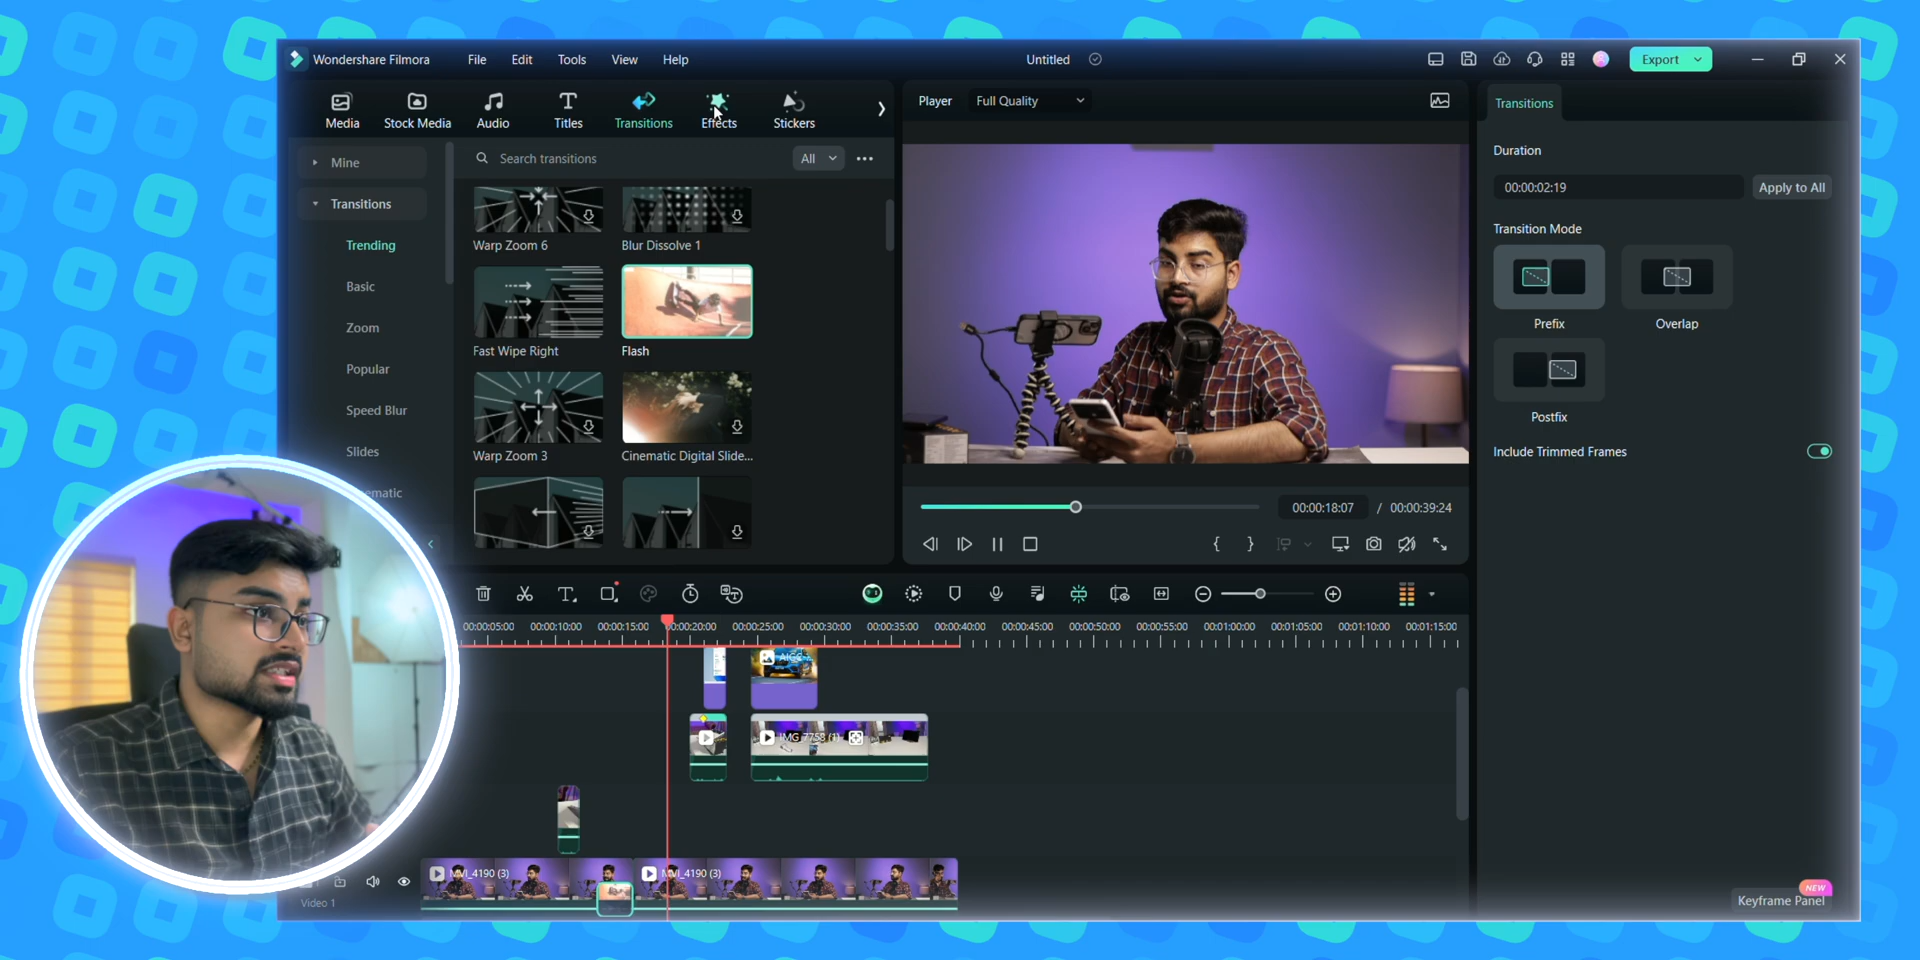 Wondershare Filmora
File
Edit
Tools
View
Help
Untitled
Export
Media
Stock Media
Audio
Titles
Transitions
Effects
Stickers
Player
Full Quality
Transitions
Mine
Search transitions
All
Duration
00:00:02:19
Apply to All
Transitions
Transition Mode
Trending
Warp Zoom 6
Blur Dissolve 1
Basic
Zoom
Prefix
Overlap
Fast Wipe Right
Flash
Popular
Speed Blur
Postfix
Slides
Warp Zoom 3
Cinematic Digital Slide...
Include Trimmed Frames
00:00:18:07 / 00:00:39:24
00:00:05:00 00:00:10:00 00:00:15:00 00:00:20:00 00:00:25:00 00:00:30:00 00:00:35:00 00:00:40:00 00:00:45:00 00:00:50:00 00:00:55:00 00:01:00:00 00:01:05:00 00:01:10:00 00:01:15:00
AIGC
IMG 7758 (1)
MVI_4190 (3)
MVI_4190 (3)
Video 1
NEW
Keyframe Panel